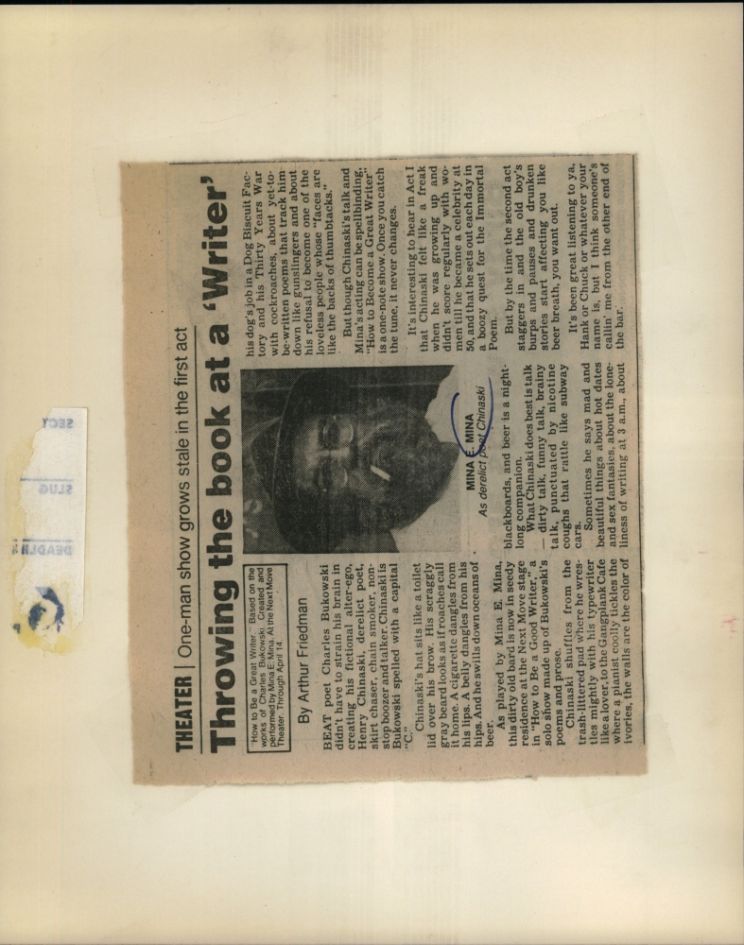 THEATER | One-man show grows stale in the first act
Throwing the book at a 'Writer'
"How to Be a Great Writer." Based on the
works of Charles Bukowski. Created and
performed by Mina E. Mina. At the Next Move
Theater. Through April 14.
By Arthur Friedman
BEAT poet Charles Bukowski
didn't have to strain his brain in
creating his fictional alter-ego,
Henry Chinaski, derelict poet,
skirt chaser, chain smoker, non-
stop boozer and talker. Chinaski is
Bukowski spelled with a capital
"C."
Chinaski's hat sits like a toilet
lid over his brow. His scraggly
gray beard looks as if roaches call
it home. A cigarette dangles from
his lips. A belly dangles from his
hips. And he swills down oceans of
beer.
As played by Mina E. Mina,
this dirty old bard is now in seedy
residence at the Next Move stage
in "How to Be a Good Writer," a
solo show made up of Bukowski's
poems and prose.
Chinaski shuffles from the
trash-littered pad where he wres-
tles mightly with his typewriter
like a lover, to the Gangplank Cafe
where a pianist coolly tickles the
ivories, the walls are the color of
MINA E. MINA
As derelict poet Chinaski
blackboards, and beer is a night-
long companion.
What Chinaski does best is talk
— dirty talk, funny talk, brainy
talk, punctuated by nicotine
coughs that rattle like subway
cars.
Sometimes he says mad and
beautiful things about hot dates
and sex fantasies, about the lone-
liness of writing at 3 a.m., about
his dog's job in a Dog Biscuit Fac-
tory and his Thirty Years War
with cockroaches, about yet-to-
be-written poems that track him
down like gunslingers and about
his refusal to become one of the
loveless people whose "faces are
like the backs of thumbtacks."
But though Chinaski's talk and
Mina's acting can be spellbinding,
"How to Become a Great Writer"
is a one-note show. Once you catch
the tune, it never changes.
It's interesting to hear in Act I
that Chinaski felt like a freak
when he was growing up and
didn't score regularly with wo-
men till he became a celebrity at
50, and that he sets out each day in
a boozy quest for the Immortal
Poem.
But by the time the second act
staggers in and the old boy's
burps and pauses and drunken
stories start affecting you like
beer breath, you want out.
It's been great listening to ya,
Hank or Chuck or whatever your
name is, but I think someone's
callin' me from the other end of
the bar.
SECY
SLUG
DEADLIN